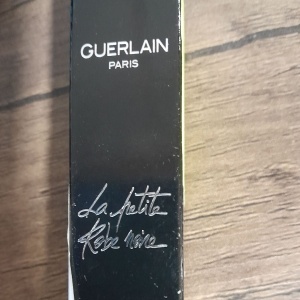 GUERLAIN
PARIS
La petite
Robe noire